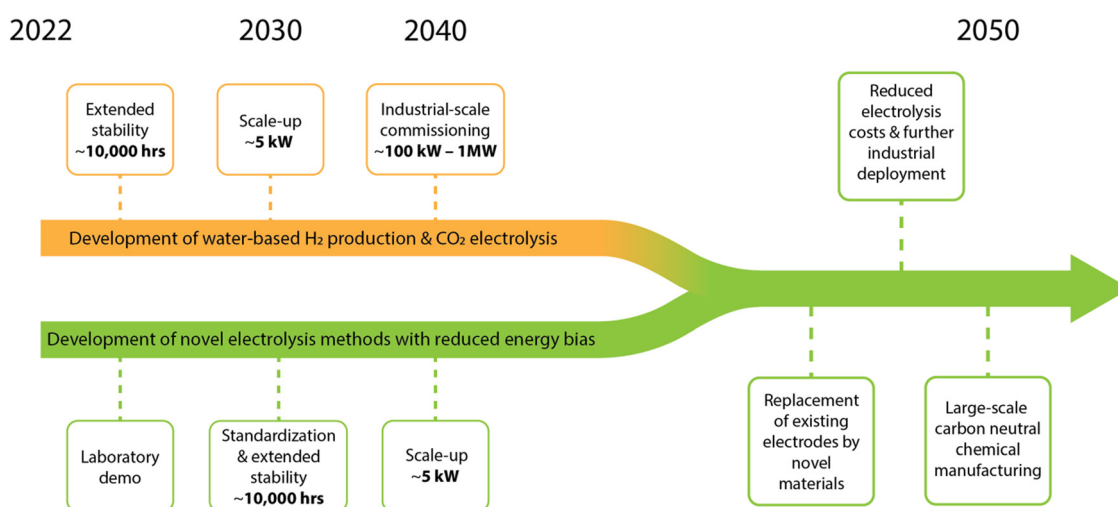 2022
2030
2040
2050
Extended
stability
~10,000 hrs
Scale-up
~5 kW
Industrial-scale
commissioning
~100 kW – 1MW
Reduced
electrolysis
costs & further
industrial
deployment
Development of water-based H₂ production & CO₂ electrolysis
Development of novel electrolysis methods with reduced energy bias
Laboratory
demo
Standardization
& extended
stability
~10,000 hrs
Scale-up
~5 kW
Replacement
of existing
electrodes by
novel
materials
Large-scale
carbon neutral
chemical
manufacturing